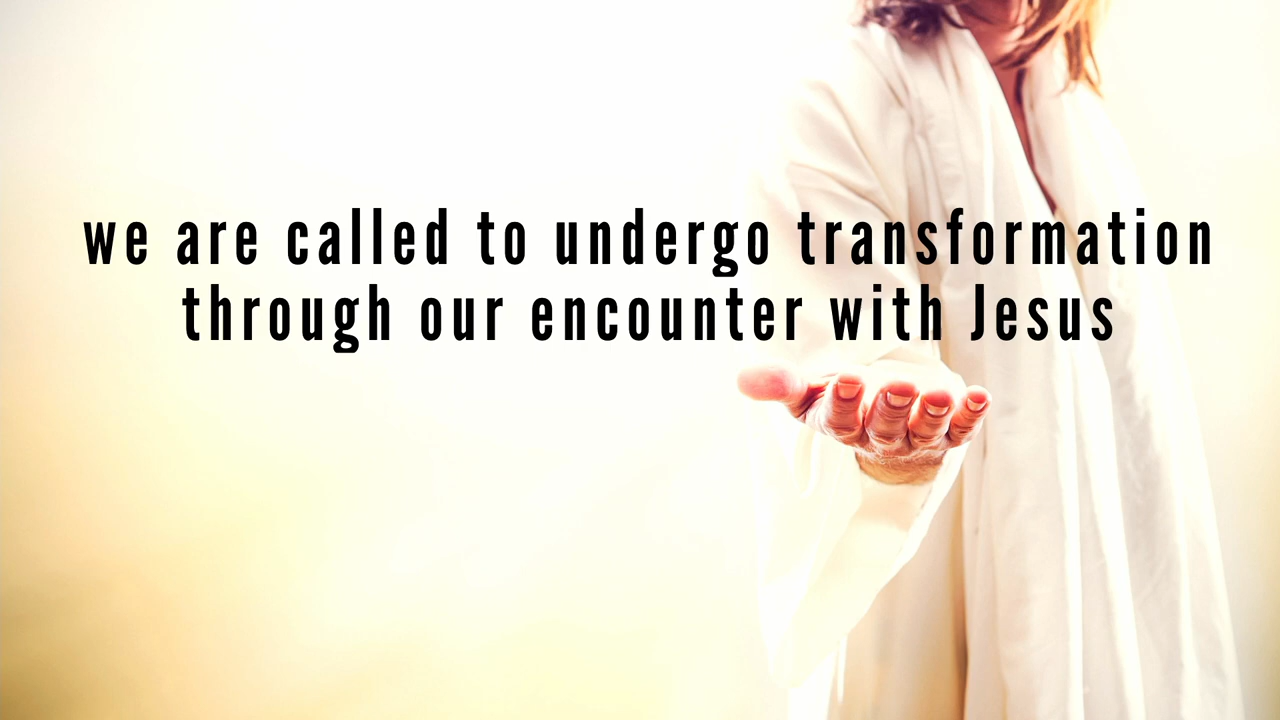 we are called to undergo transformation
through our encounter with Jesus